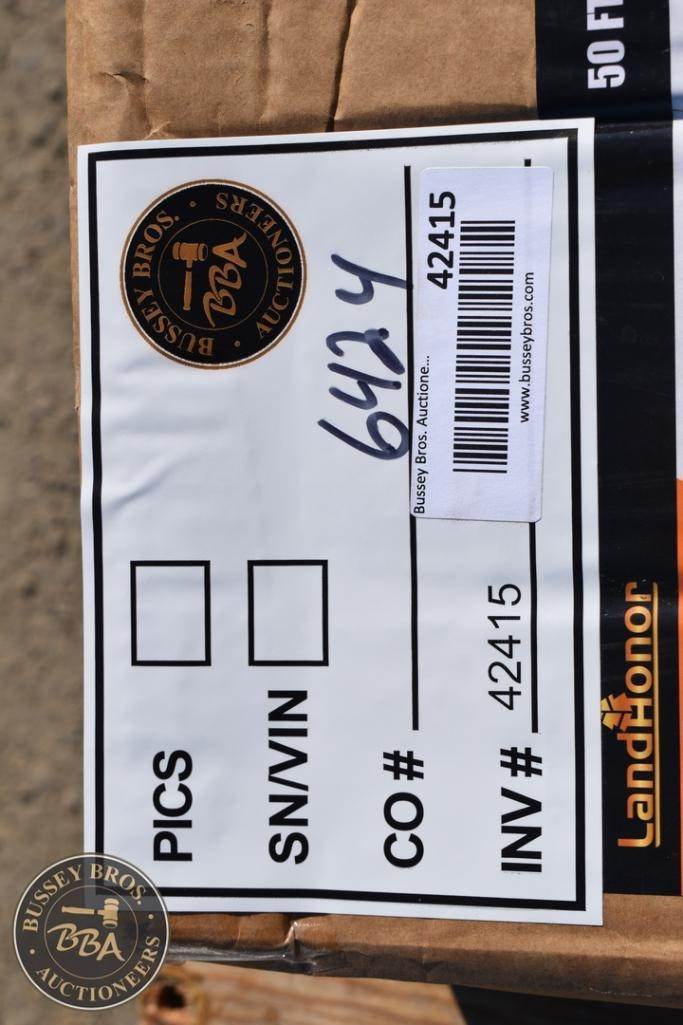 BUSSEY BROS. AUCTIONEERS
BBA
PICS
SN/VIN
CO # 6424
INV # 42415
Bussey Bros. Auctione...
42415
www.busseybros.com
50 FT
LandHonor
BUSSEY BROS. AUCTIONEERS
BBA